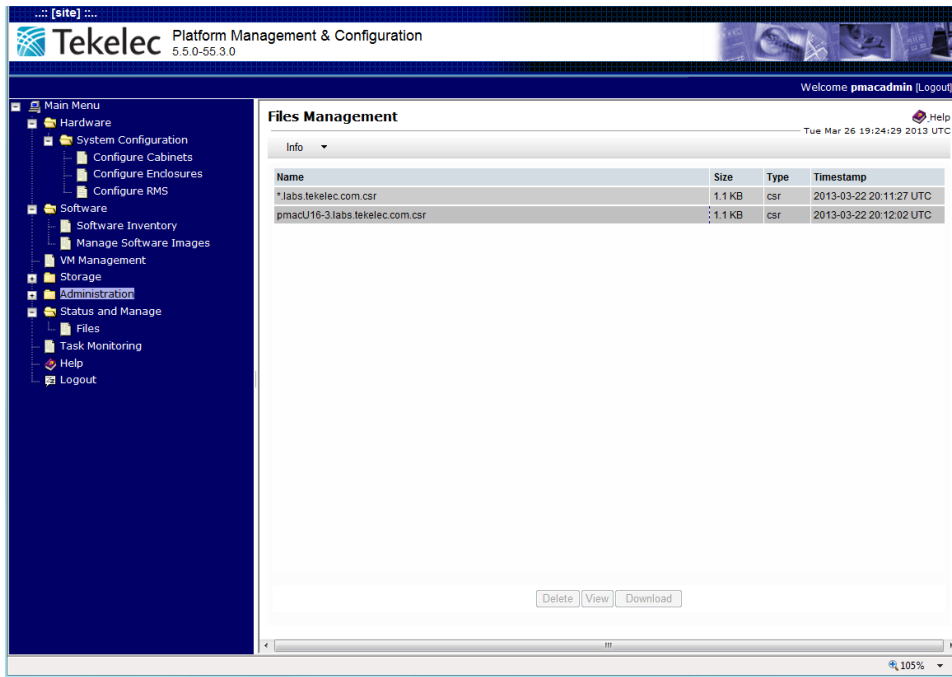 ..:: [site] ::..
Tekelec Platform Management & Configuration
5.5.0-55.3.0
Welcome pmacadmin [Logout]
Main Menu
Hardware
System Configuration
Configure Cabinets
Configure Enclosures
Configure RMS
Software
Software Inventory
Manage Software Images
VM Management
Storage
Administration
Status and Manage
Files
Task Monitoring
Help
Logout
Files Management
Help
Tue Mar 26 19:24:29 2013 UTC
Info
Name Size Type Timestamp
*.labs.tekelec.com.csr 1.1 KB csr 2013-03-22 20:11:27 UTC
pmacU16-3.labs.tekelec.com.csr 1.1 KB csr 2013-03-22 20:12:02 UTC
Delete View Download
105%